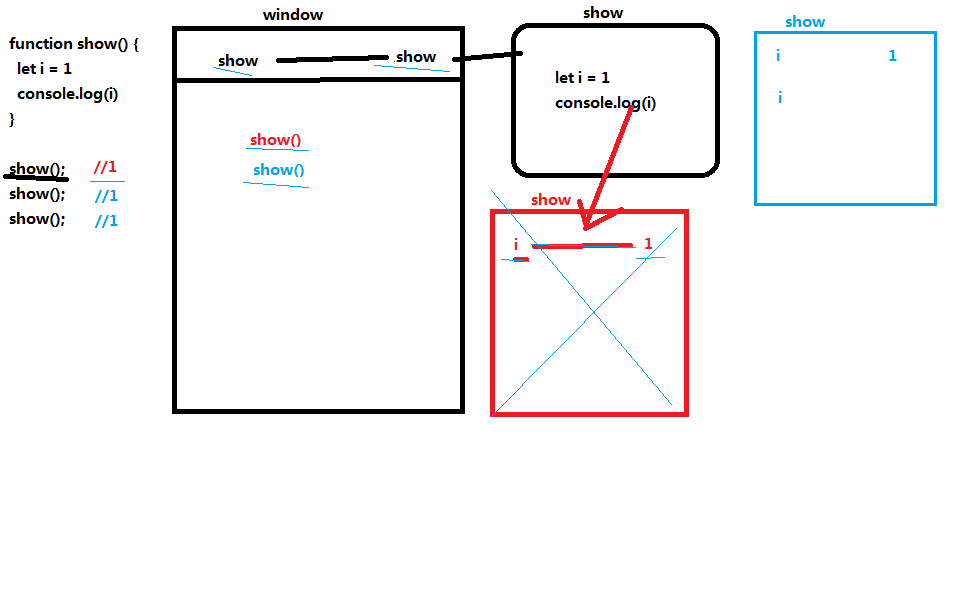 function show() {
let i = 1
console.log(i)
}
show(); //1
show(); //1
show(); //1
window
show show
show()
show()
show
let i = 1
console.log(i)
show
i 1
show
i 1
i